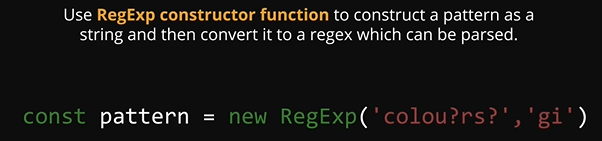 Use RegExp constructor function to construct a pattern as a
string and then convert it to a regex which can be parsed.
const pattern = new RegExp('colou?rs?','gi')